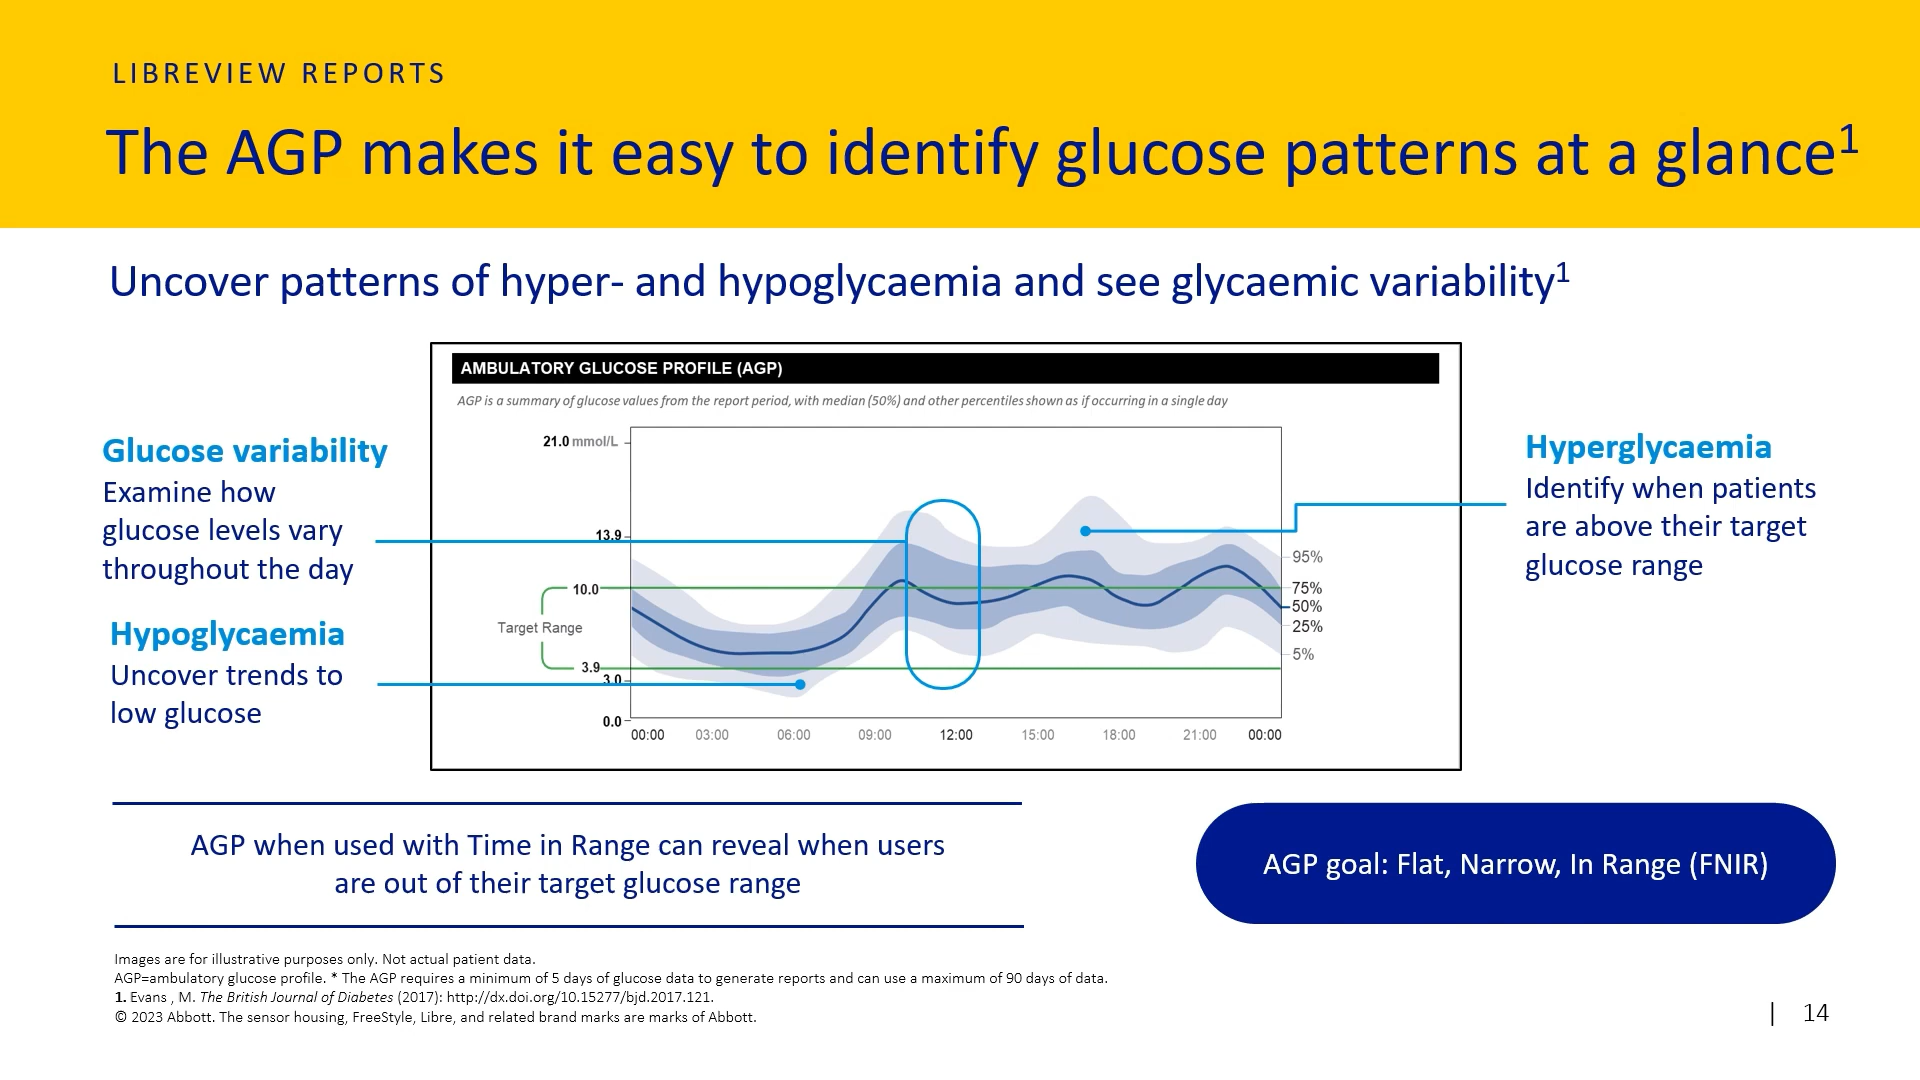 LIBREVIEW REPORTS
The AGP makes it easy to identify glucose patterns at a glance¹
Uncover patterns of hyper- and hypoglycaemia and see glycaemic variability¹
AMBULATORY GLUCOSE PROFILE (AGP)
AGP is a summary of glucose values from the report period, with median (50%) and other percentiles shown as if occurring in a single day
Glucose variability
Examine how
glucose levels vary
throughout the day
Hypoglycaemia
Uncover trends to
low glucose
21.0 mmol/L
13.9
10.0
Target Range
3.9
3.0
0.0
00:00 03:00 06:00 09:00 12:00 15:00 18:00 21:00 00:00
95%
75%
50%
25%
5%
Hyperglycaemia
Identify when patients
are above their target
glucose range
AGP when used with Time in Range can reveal when users
are out of their target glucose range
AGP goal: Flat, Narrow, In Range (FNIR)
Images are for illustrative purposes only. Not actual patient data.
AGP=ambulatory glucose profile. * The AGP requires a minimum of 5 days of glucose data to generate reports and can use a maximum of 90 days of data.
1. Evans , M. The British Journal of Diabetes (2017): http://dx.doi.org/10.15277/bjd.2017.121.
© 2023 Abbott. The sensor housing, FreeStyle, Libre, and related brand marks are marks of Abbott.
| 14